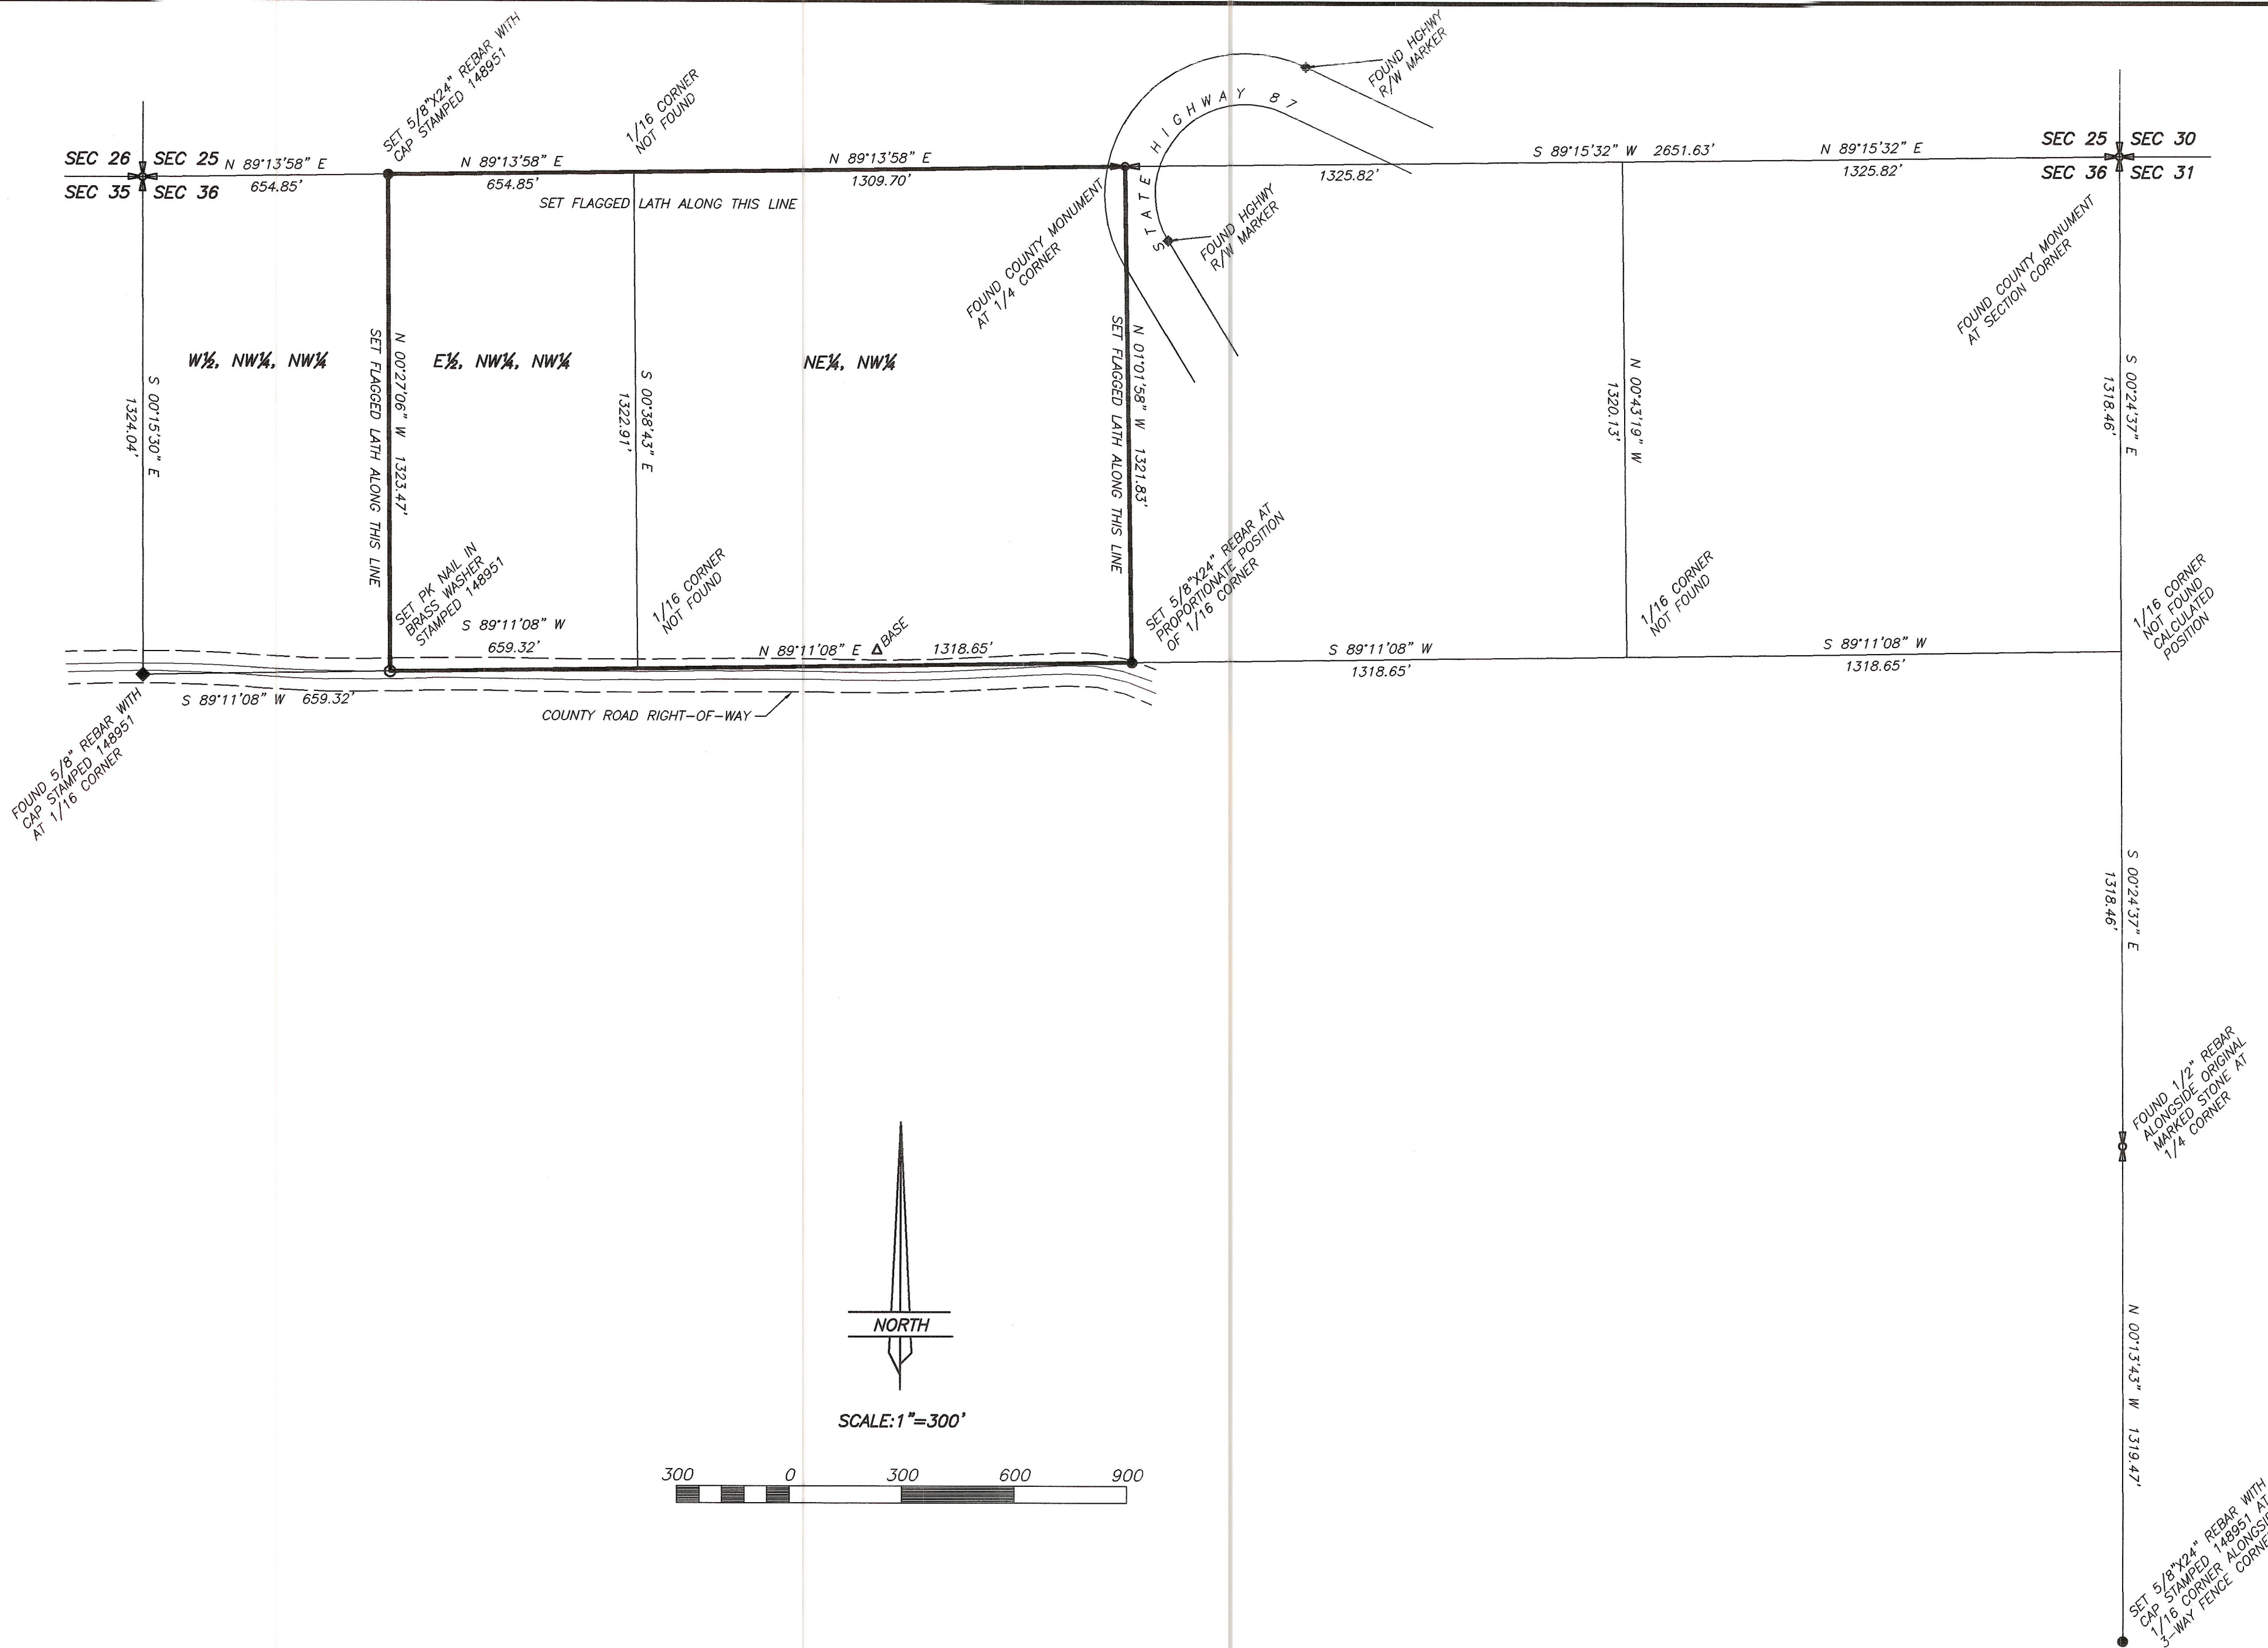 SET 5/8"X24" REBAR WITH
CAP STAMPED 148951
1/16 CORNER
NOT FOUND
STATE HIGHWAY 87
FOUND HGHWY
R/W MARKER
SEC 26
SEC 25
SEC 35
SEC 36
N 89°13'58" E
654.85'
N 89°13'58" E
654.85'
N 89°13'58" E
1309.70'
SET FLAGGED LATH ALONG THIS LINE
1325.82'
S 89°15'32" W 2651.63'
N 89°15'32" E
1325.82'
SEC 25
SEC 30
SEC 36
SEC 31
FOUND COUNTY MONUMENT
AT 1/4 CORNER
FOUND HGHWY
R/W MARKER
FOUND COUNTY MONUMENT
AT SECTION CORNER
S 00°15'30" E
1324.04'
W½, NW¼, NW¼
SET FLAGGED LATH ALONG THIS LINE
N 00°27'06" W 1323.47'
E½, NW¼, NW¼
S 00°38'43" E
1322.91'
NE¼, NW¼
SET FLAGGED LATH ALONG THIS LINE
N 01°01'58" W 1321.83'
N 00°43'19" W
1320.13'
S 00°24'37" E
1318.46'
SET PK NAIL IN
BRASS WASHER
STAMPED 148951
1/16 CORNER
NOT FOUND
SET 5/8"X24" REBAR AT
PROPORTIONATE POSITION
OF 1/16 CORNER
1/16 CORNER
NOT FOUND
1/16 CORNER
NOT FOUND
CALCULATED
POSITION
S 89°11'08" W
659.32'
N 89°11'08" E
BASE
1318.65'
S 89°11'08" W
1318.65'
S 89°11'08" W
1318.65'
S 89°11'08" W 659.32'
COUNTY ROAD RIGHT-OF-WAY
FOUND 5/8" REBAR WITH
CAP STAMPED 148951
AT 1/16 CORNER
S 00°24'37" E
1318.46'
FOUND 1/2" REBAR
ALONGSIDE ORIGINAL
MARKED STONE AT
1/4 CORNER
NORTH
SCALE:1"=300'
300 0 300 600 900
N 00°13'43" W 1319.47'
SET 5/8"X24" REBAR WITH
CAP STAMPED 148951 AT
1/16 CORNER
3-WAY FENCE